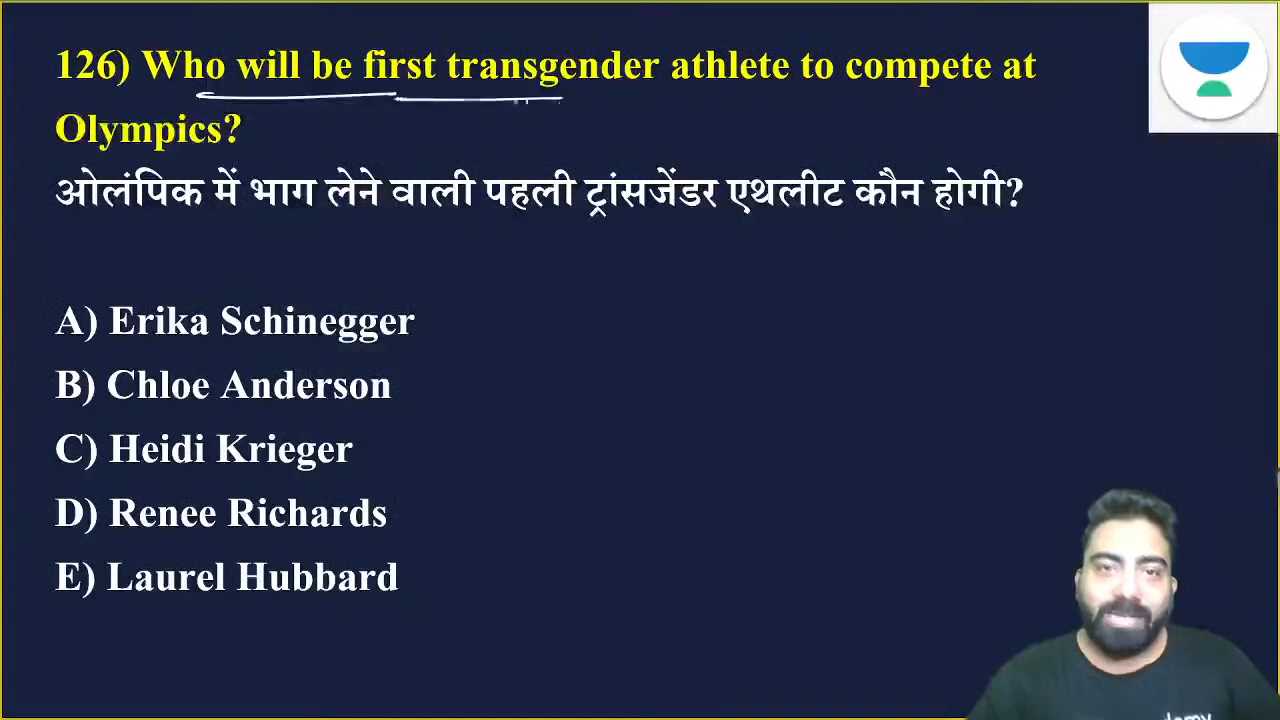 126) Who will be first transgender athlete to compete at
Olympics?
ओलंपिक में भाग लेने वाली पहली ट्रांसजेंडर एथलीट कौन होगी?
A) Erika Schinegger
B) Chloe Anderson
C) Heidi Krieger
D) Renee Richards
E) Laurel Hubbard